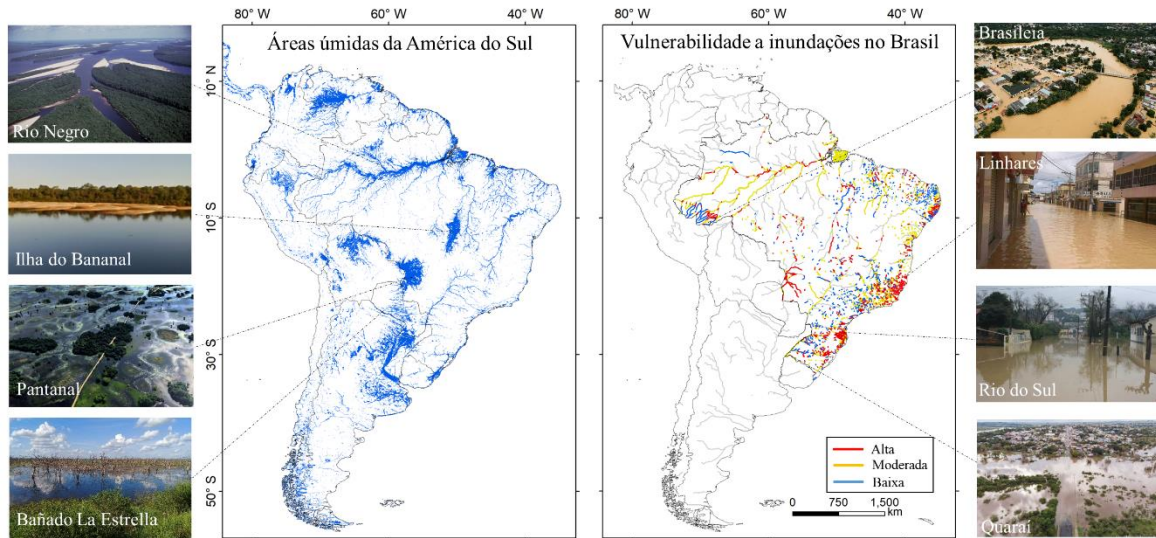 80° W
60° W
40° W
80° W
60° W
40° W
Áreas úmidas da América do Sul
Vulnerabilidade a inundações no Brasil
10° N
10° S
30° S
50° S
Rio Negro
Ilha do Bananal
Pantanal
Bañado La Estrella
Brasiléia
Linhares
Rio do Sul
Quaraí
Alta
Moderada
Baixa
0 750 1,500
km